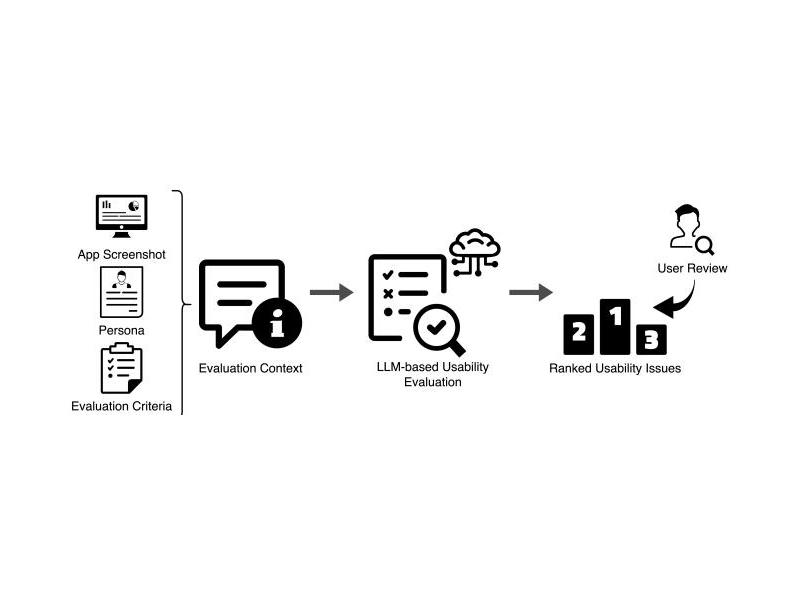 App Screenshot
Persona
Evaluation Criteria
i
Evaluation Context
LLM-based Usability
Evaluation
2
1
3
Ranked Usability Issues
User Review